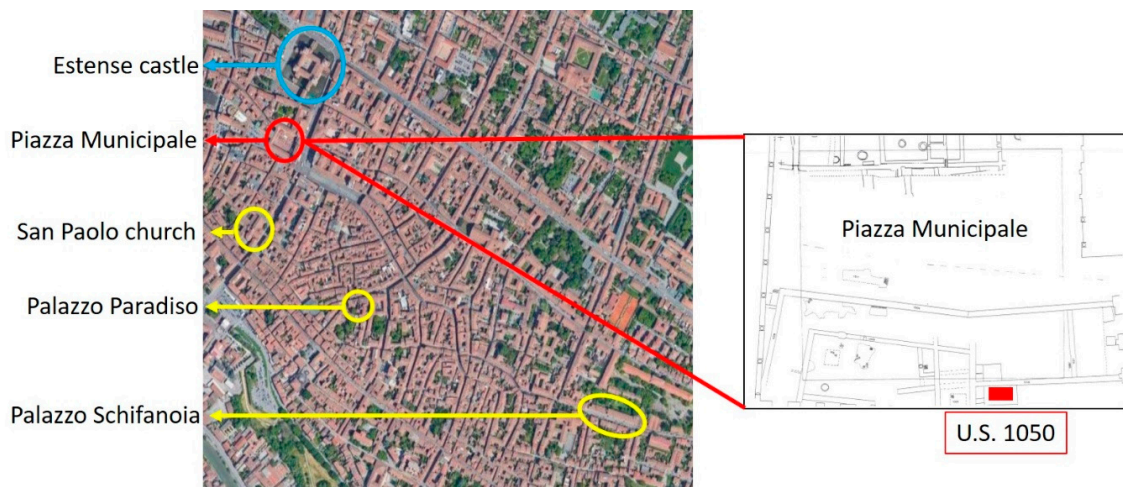 Estense castle
Piazza Municipale
San Paolo church
Palazzo Paradiso
Palazzo Schifanoia
Piazza Municipale
U.S. 1050